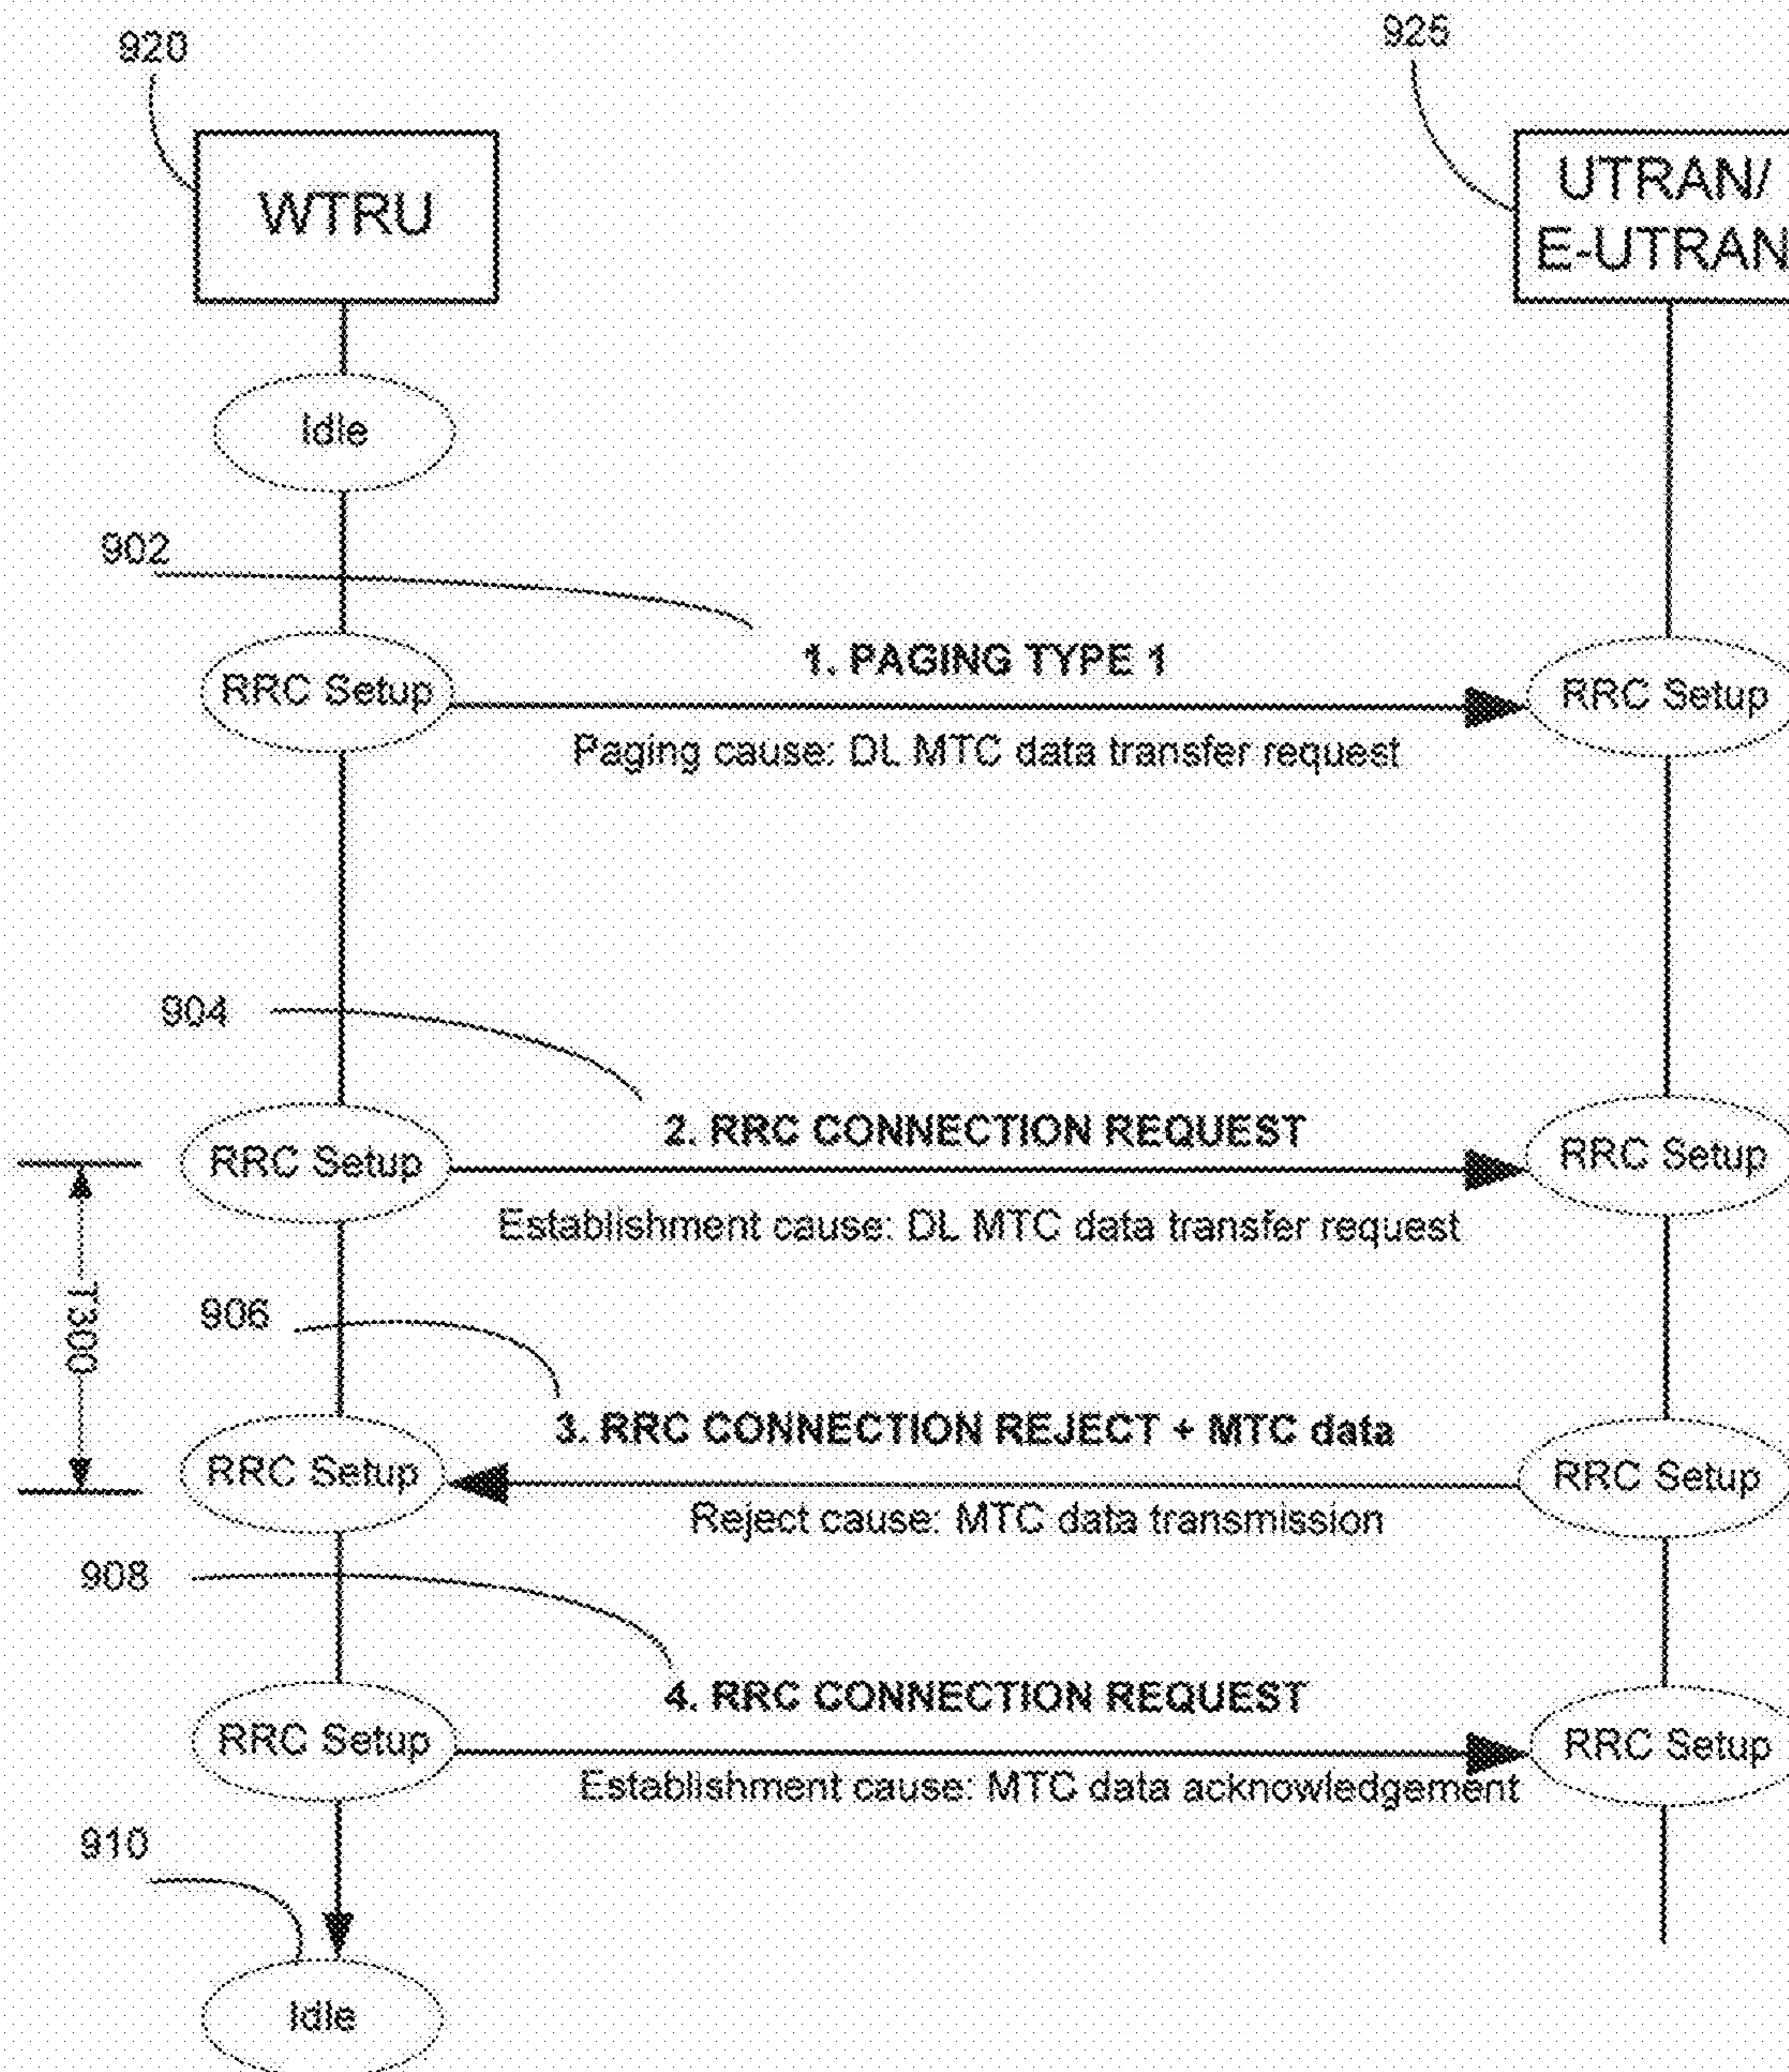 920
925
WTRU
UTRAN/
E-UTRAN
Idle
902
1. PAGING TYPE 1
RRC Setup
RRC Setup
Paging cause: DL MTC data transfer request
904
2. RRC CONNECTION REQUEST
RRC Setup
RRC Setup
Establishment cause: DL MTC data transfer request
T300
906
3. RRC CONNECTION REJECT + MTC data
RRC Setup
RRC Setup
Reject cause: MTC data transmission
908
4. RRC CONNECTION REQUEST
RRC Setup
RRC Setup
Establishment cause: MTC data acknowledgement
910
Idle